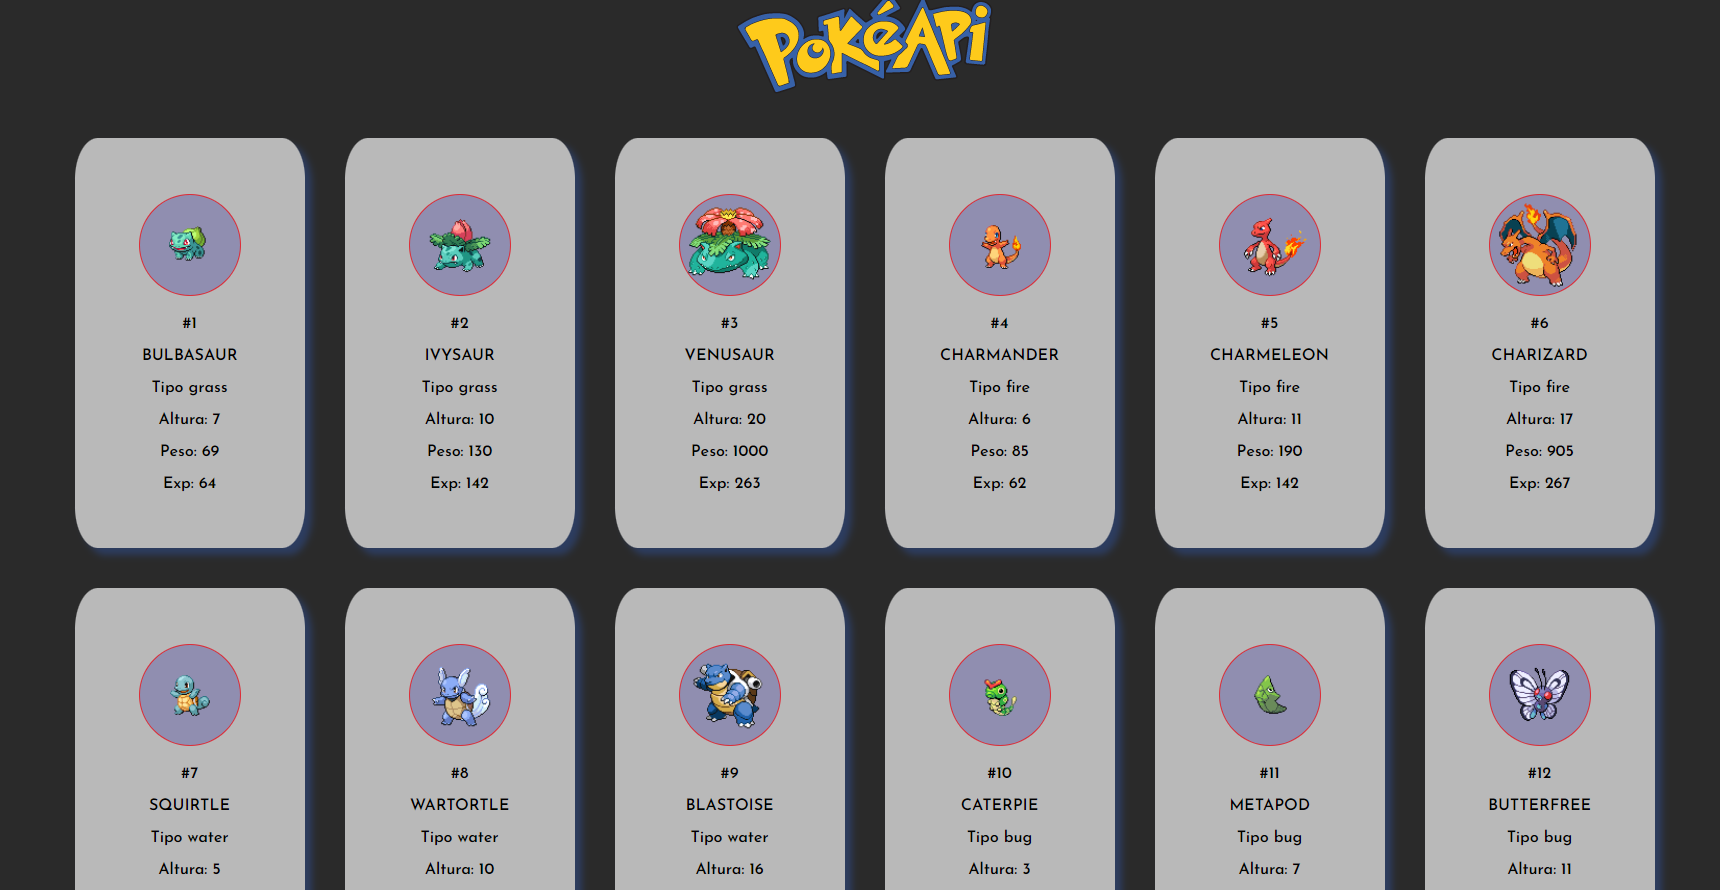 PokéApi
#1
BULBASAUR
Tipo grass
Altura: 7
Peso: 69
Exp: 64
#2
IVYSAUR
Tipo grass
Altura: 10
Peso: 130
Exp: 142
#3
VENUSAUR
Tipo grass
Altura: 20
Peso: 1000
Exp: 263
#4
CHARMANDER
Tipo fire
Altura: 6
Peso: 85
Exp: 62
#5
CHARMELEON
Tipo fire
Altura: 11
Peso: 190
Exp: 142
#6
CHARIZARD
Tipo fire
Altura: 17
Peso: 905
Exp: 267
#7
SQUIRTLE
Tipo water
Altura: 5
#8
WARTORTLE
Tipo water
Altura: 10
#9
BLASTOISE
Tipo water
Altura: 16
#10
CATERPIE
Tipo bug
Altura: 3
#11
METAPOD
Tipo bug
Altura: 7
#12
BUTTERFREE
Tipo bug
Altura: 11